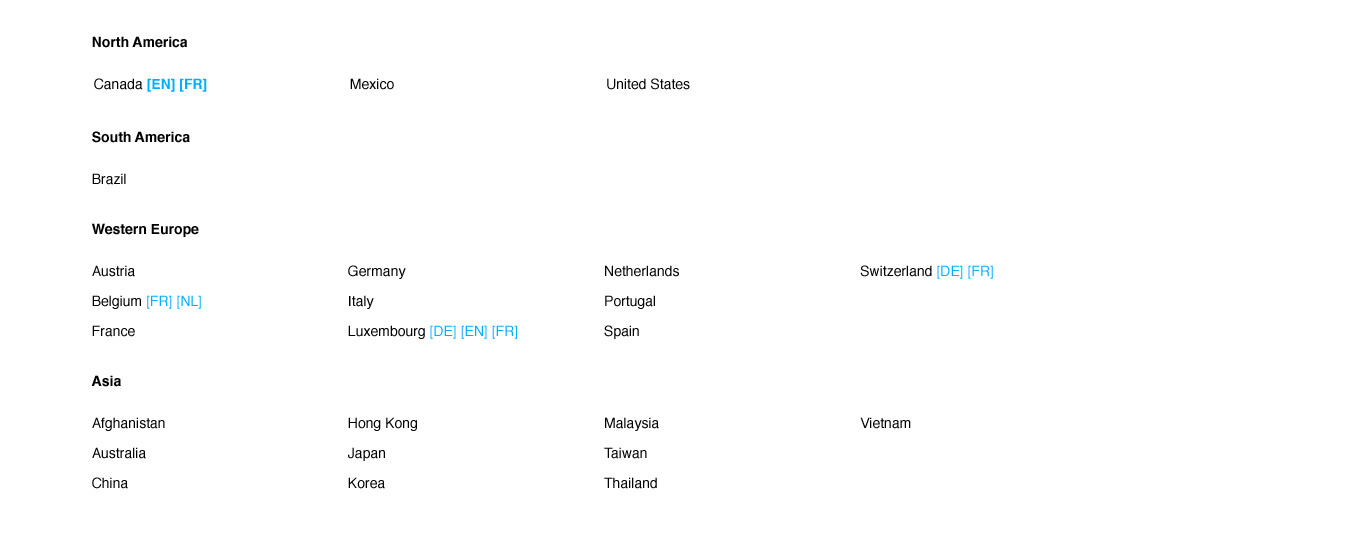 North America
Canada [EN] [FR] Mexico United States
South America
Brazil
Western Europe
Austria Germany Netherlands Switzerland [DE] [FR]
Belgium [FR] [NL] Italy Portugal
France Luxembourg [DE] [EN] [FR] Spain
Asia
Afghanistan Hong Kong Malaysia Vietnam
Australia Japan Taiwan
China Korea Thailand